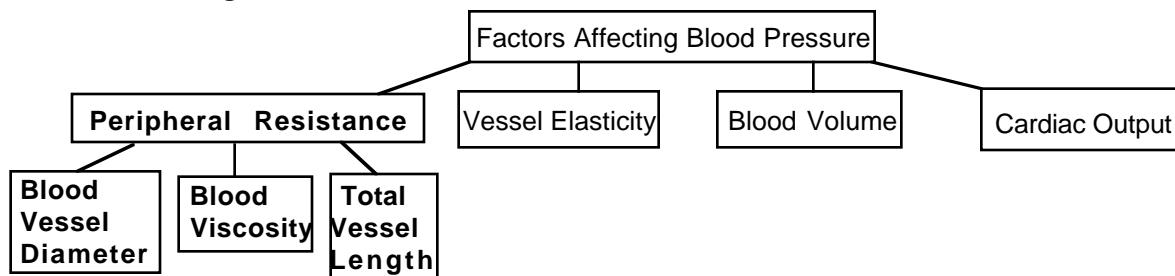 Factors Affecting Blood Pressure
Peripheral Resistance
Vessel Elasticity
Blood Volume
Cardiac Output
Blood
Vessel
Diameter
Blood
Viscosity
Total
Vessel
Length